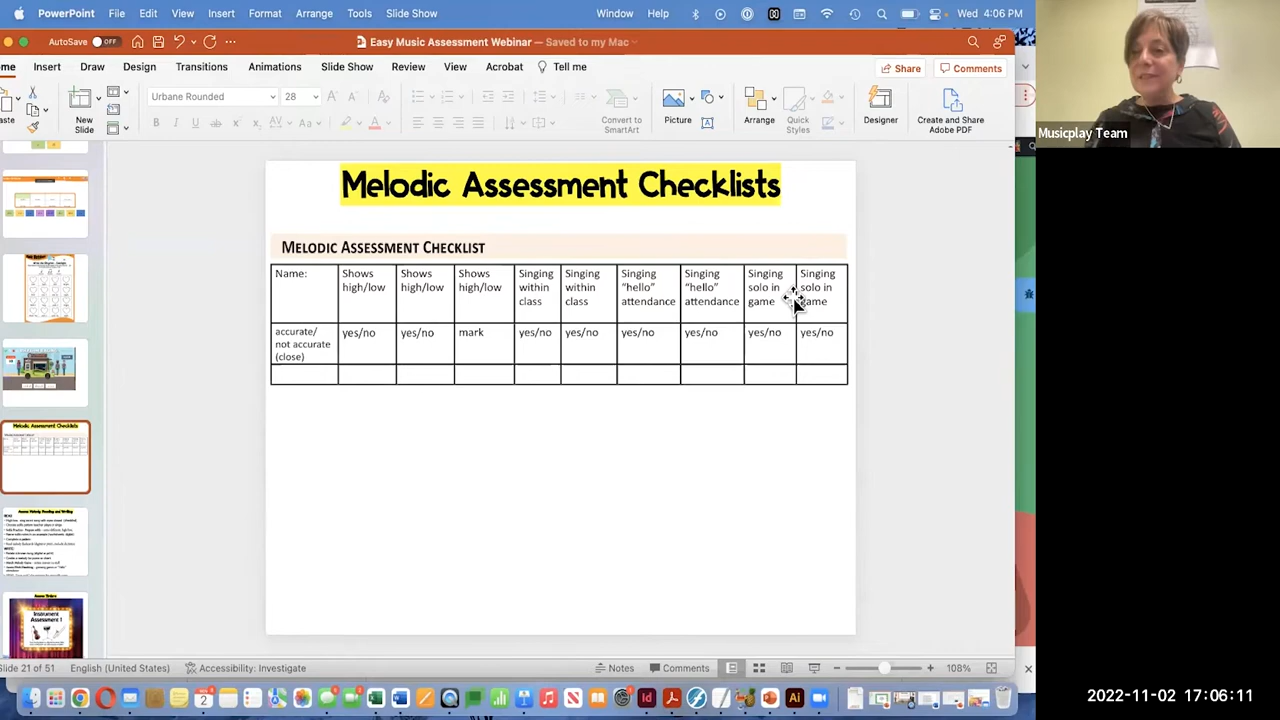 PowerPoint File Edit View Insert Format Arrange Tools Slide Show Window Help Wed 4:06 PM
AutoSave OFF Easy Music Assessment Webinar — Saved to my Mac
Insert Draw Design Transitions Animations Review View Acrobat Tell me Share Comments
Urbane Rounded 28
New Slide
Convert to SmartArt
Picture
Arrange
Quick Styles
Designer
Create and Share Adobe PDF
Musicplay Team
Melodic Assessment Checklists
MELODIC ASSESSMENT CHECKLIST
Name: Shows high/low Shows high/low Shows high/low Singing within class Singing within class Singing "hello" attendance Singing "hello" attendance Singing solo in game Singing solo in game
accurate/ not accurate (close) yes/no yes/no mark yes/no yes/no yes/no yes/no yes/no yes/no
Melodic Assessment Checklists
Instrument
Assessment 1
Slide 21 of 51 English (United States) Accessibility: Investigate Notes Comments 108%
2022-11-02 17:06:11